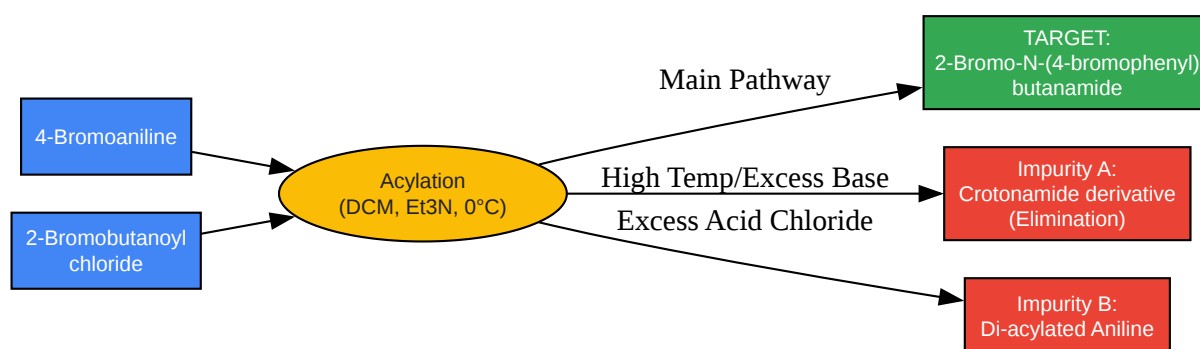 4-Bromoaniline
2-Bromobutanoyl
chloride
Acylation
(DCM, Et3N, 0°C)
Main Pathway
High Temp/Excess Base
Excess Acid Chloride
TARGET:
2-Bromo-N-(4-bromophenyl)
butanamide
Impurity A:
Crotonamide derivative
(Elimination)
Impurity B:
Di-acylated Aniline